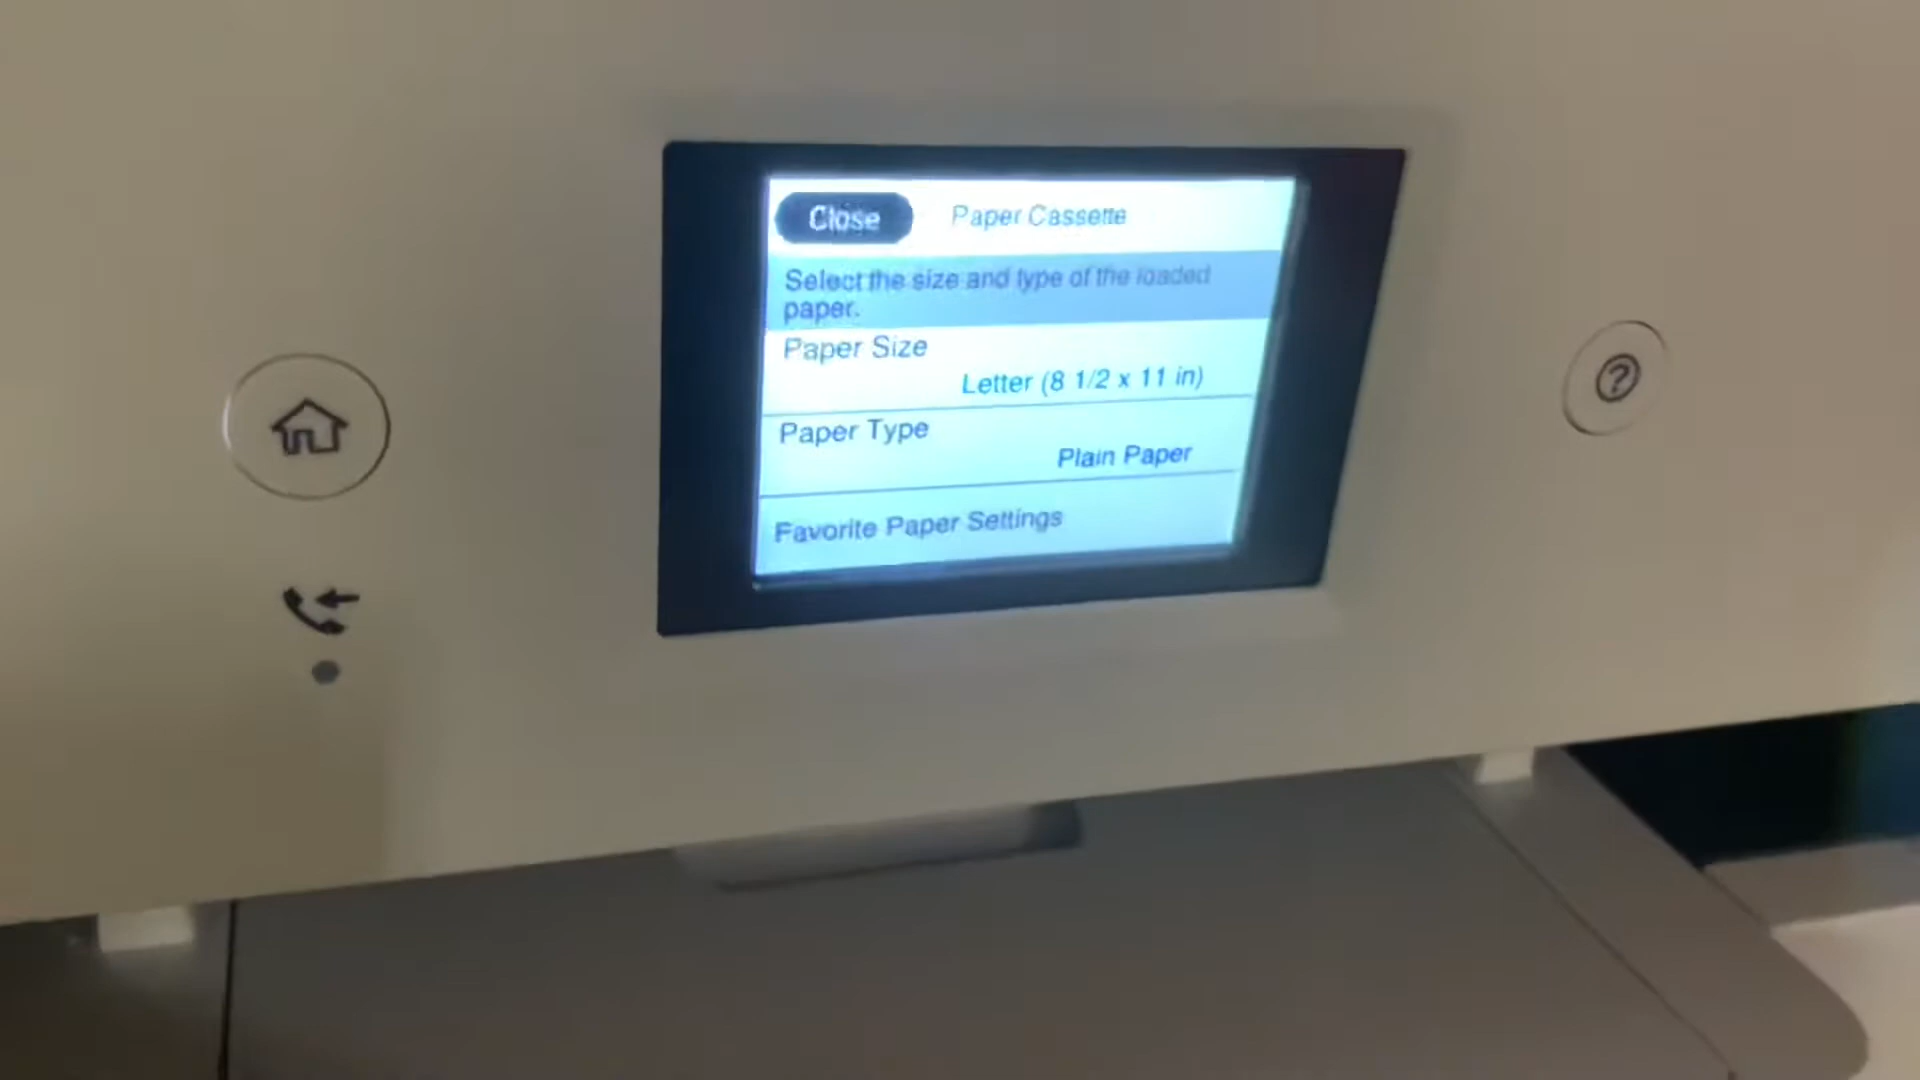 Close
Paper Cassette
Select the size and type of the loaded
paper.
Paper Size
Letter (8 1/2 x 11 in)
Paper Type
Plain Paper
Favorite Paper Settings
?